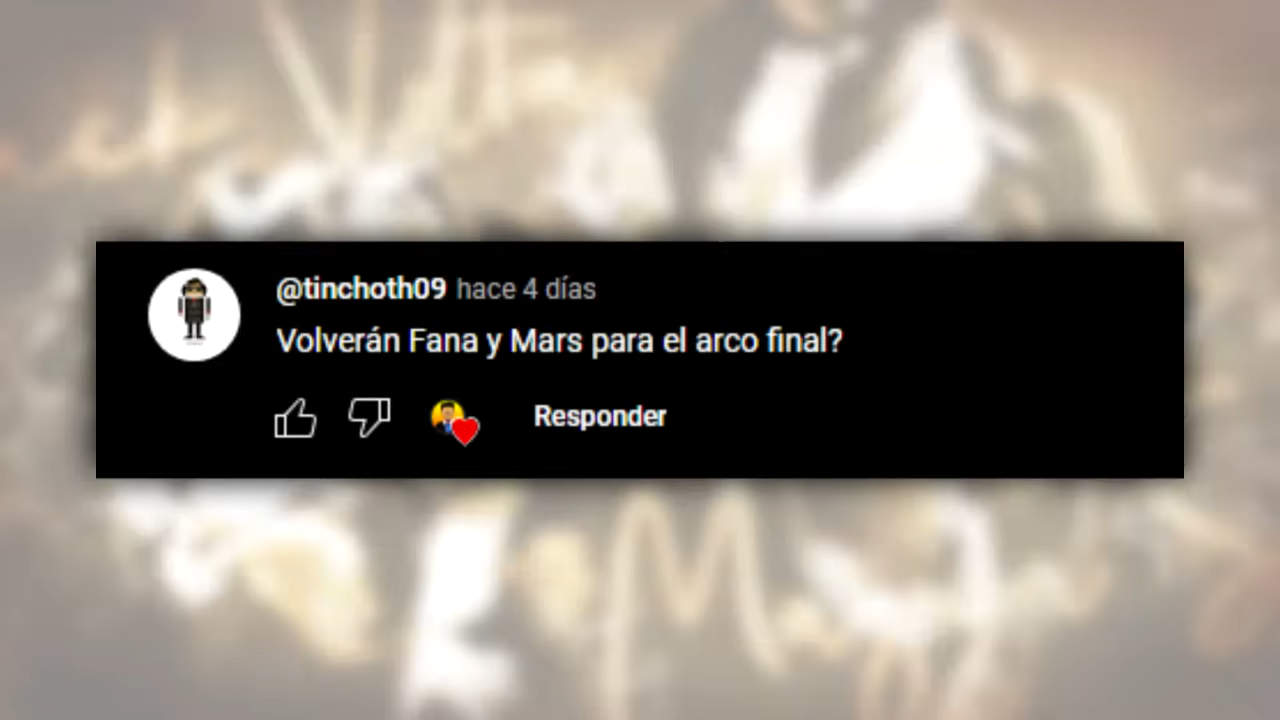 @tinchoth09 hace 4 días
Volverán Fana y Mars para el arco final?
Responder